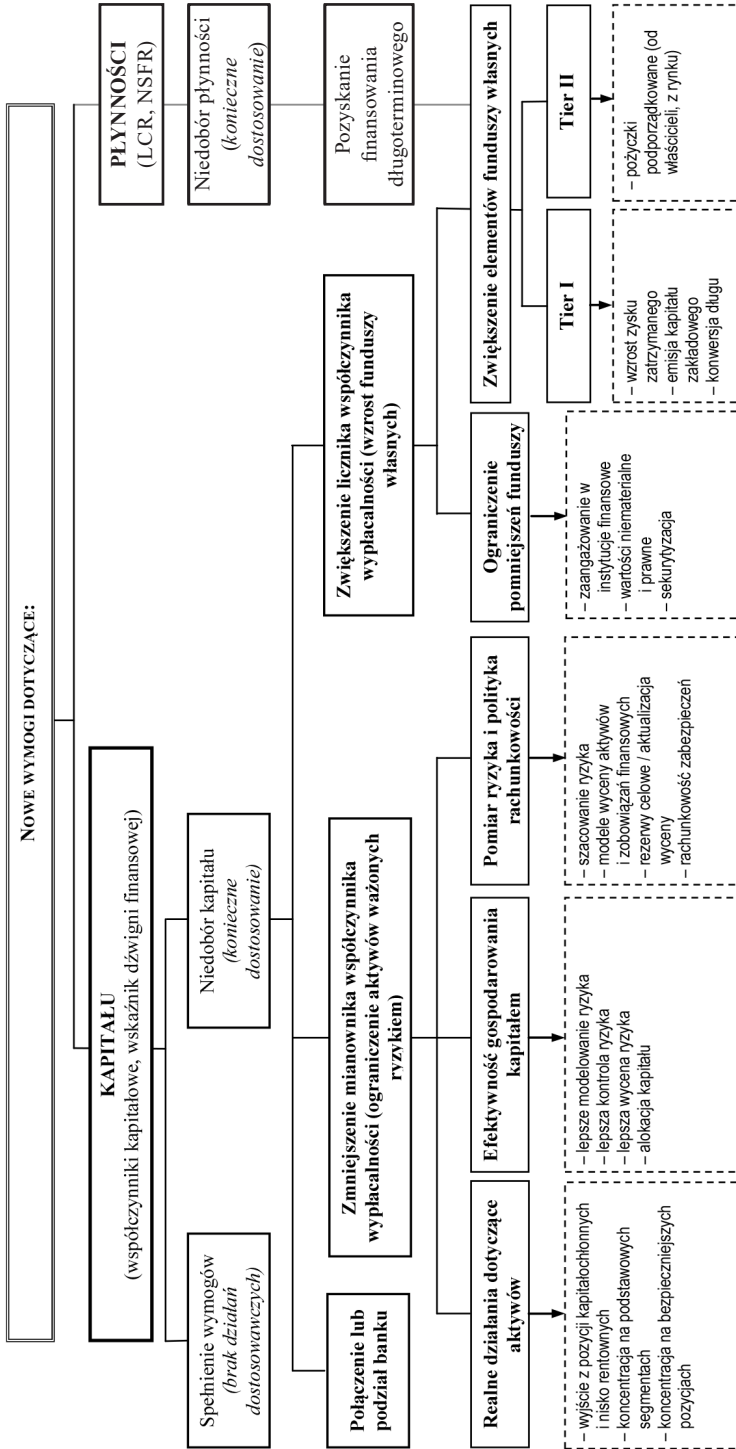 NOWE WYMOGI DOTYCZĄCE:
KAPITAŁU
(współczynniki kapitałowe, wskaźnik dźwigni finansowej)
PŁYNNOŚCI
(LCR, NSFR)
Spełnienie wymogów
(brak działań
dostosowawczych)
Niedobór kapitału
(konieczne
dostosowanie)
Niedobór płynności
(konieczne
dostosowanie)
Połączenie lub
podział banku
Zmniejszenie mianownika współczynnika
wypłacalności (ograniczenie aktywów ważonych
ryzykiem)
Zwiększenie licznika współczynnika
wypłacalności (wzrost funduszy
własnych)
Pozyskanie
finansowania
długoterminowego
Realne działania dotyczące
aktywów
Efektywność gospodarowania
kapitałem
Pomiar ryzyka i polityka
rachunkowości
Ograniczenie
pomniejszeń funduszy
Zwiększenie elementów funduszy własnych
Tier I
Tier II
– wyjście z pozycji kapitałochłonnych
i nisko rentownych
– koncentracja na podstawowych
segmentach
– koncentracja na bezpieczniejszych
pozycjach
– lepsze modelowanie ryzyka
– lepsza kontrola ryzyka
– lepsza wycena ryzyka
– alokacja kapitału
– szacowanie ryzyka
– modele wyceny aktywów
i zobowiązań finansowych
– rezerwy celowe / aktualizacja
wyceny
– rachunkowość zabezpieczeń
– zaangażowanie w
instytucje finansowe
– wartości niematerialne
i prawne
– sekurytyzacja
– wzrost zysku
zatrzymanego
– emisja kapitału
zakładowego
– konwersja długu
– pożyczki
podporządkowane (od
właścicieli, z rynku)